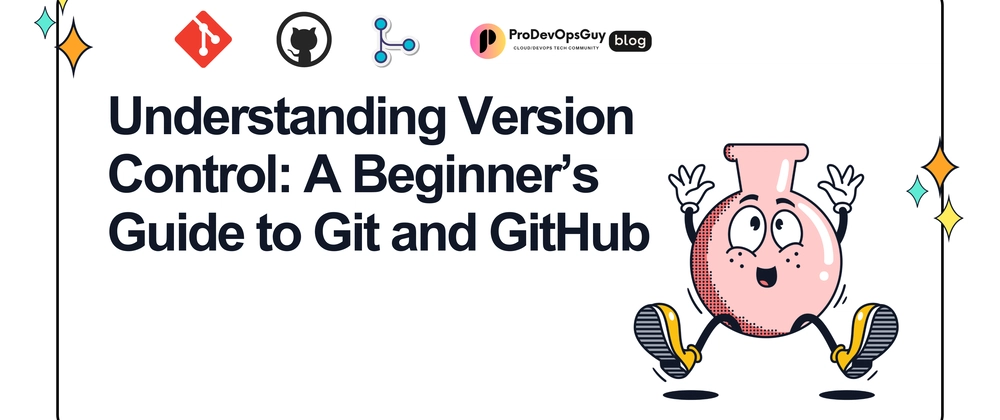 ProDevOpsGuy
CLOUD/DEVOPS TECH COMMUNITY
blog
Understanding Version
Control: A Beginner’s
Guide to Git and GitHub